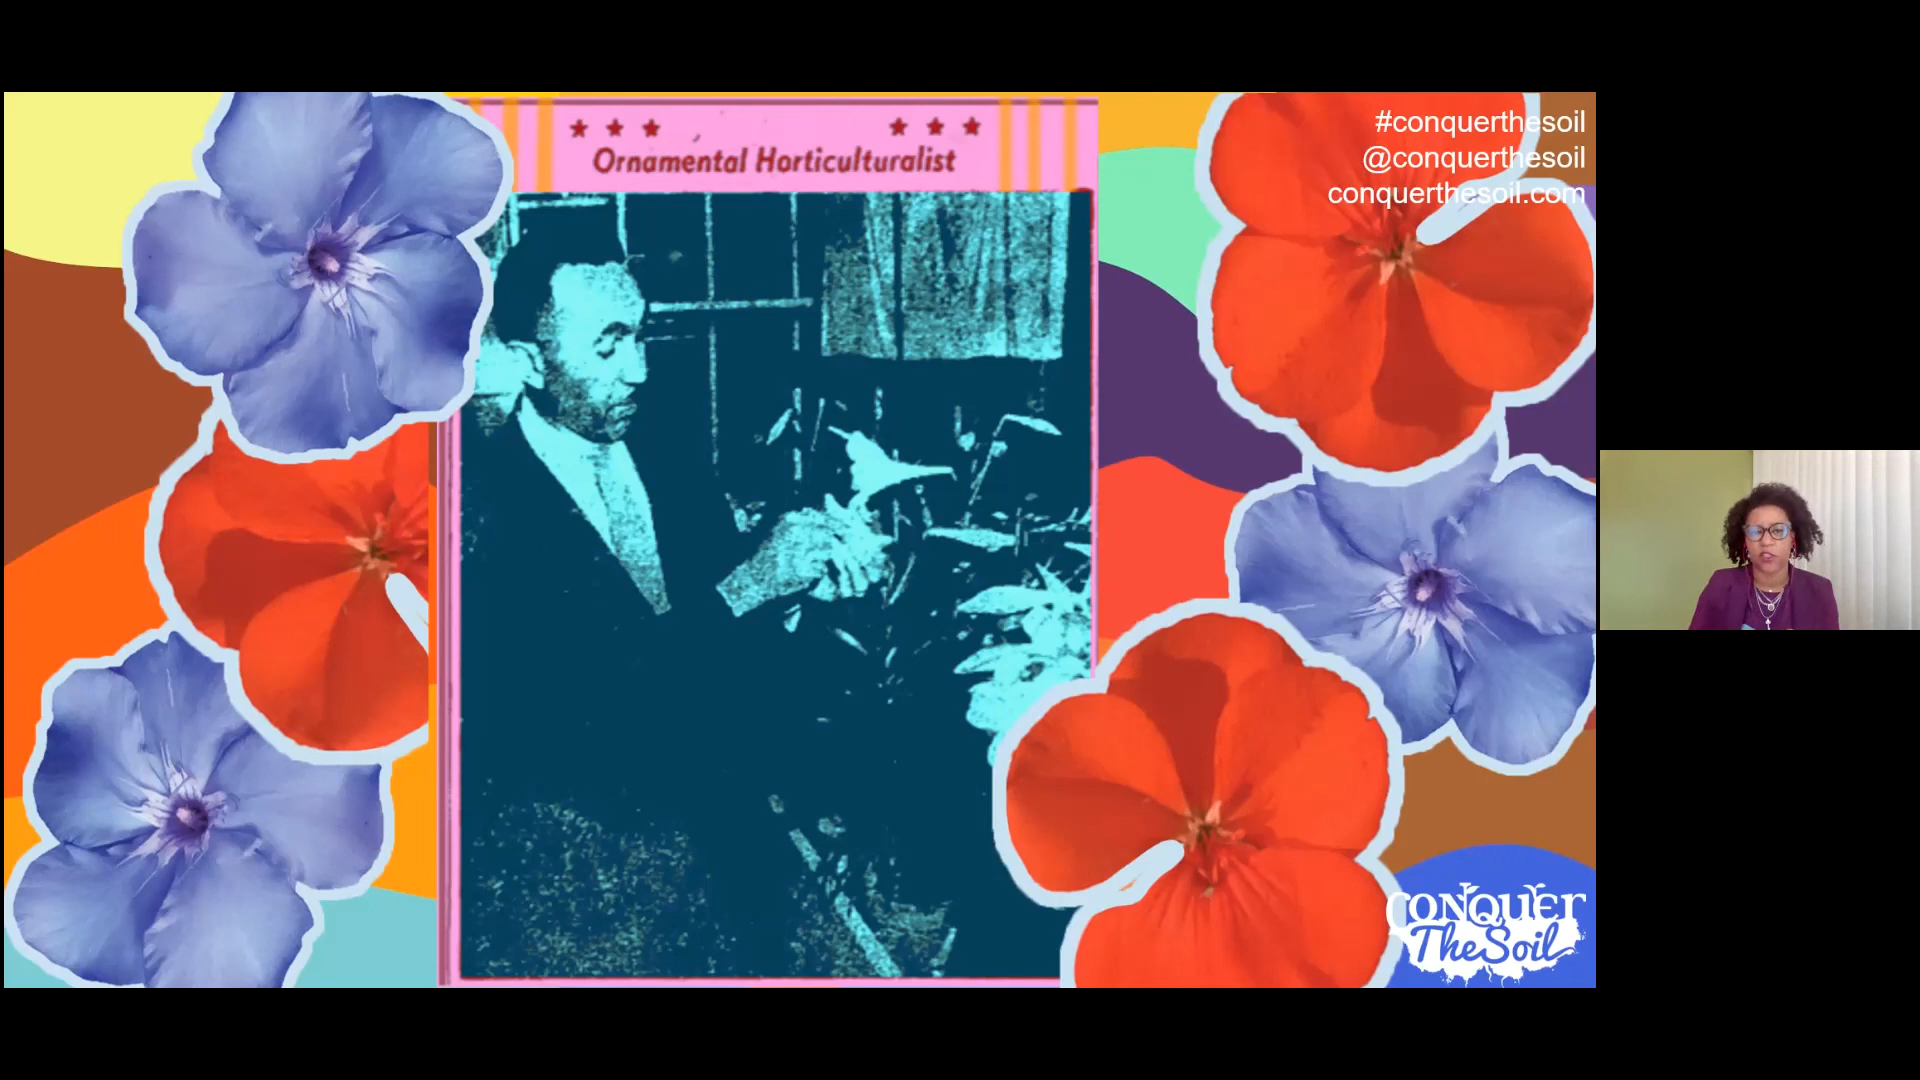 Ornamental Horticulturalist
#conquerthesoil
@conquerthesoil
conquerthesoil.com
CONQUER
The Soil